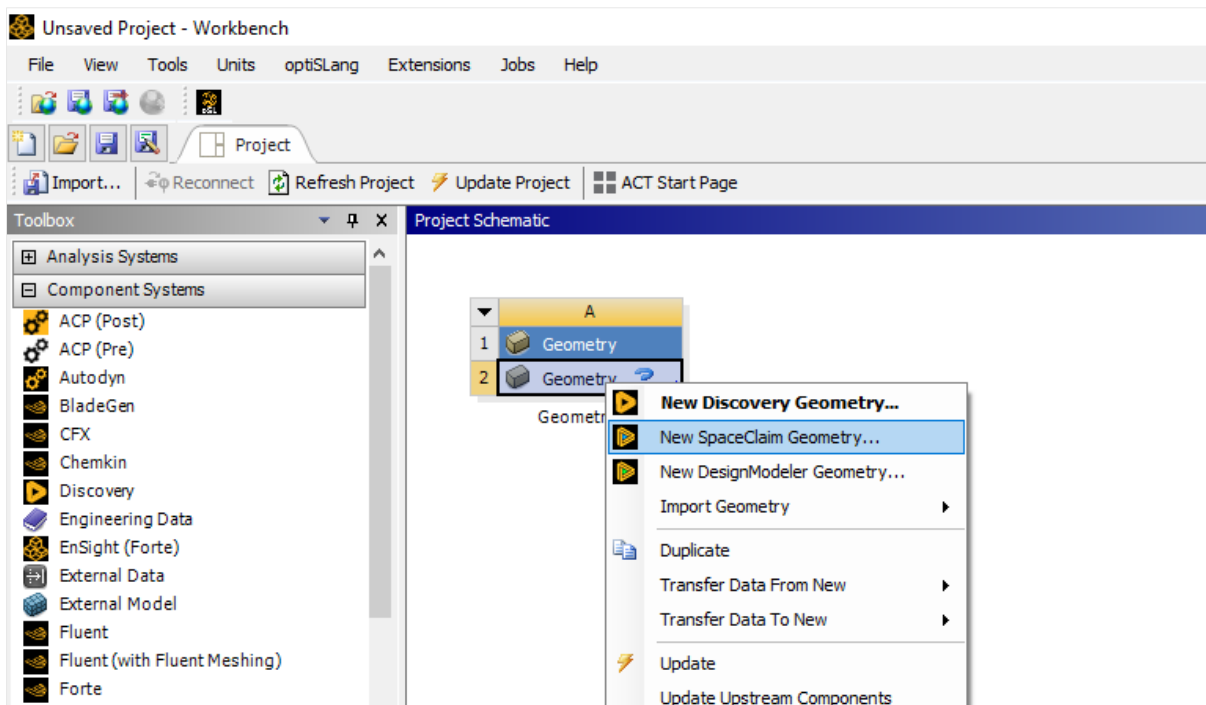 Unsaved Project - Workbench
File View Tools Units optiSLang Extensions Jobs Help
Project
Import... Reconnect Refresh Project Update Project ACT Start Page
Toolbox
Project Schematic
Analysis Systems
Component Systems
ACP (Post)
ACP (Pre)
Autodyn
BladeGen
CFX
Chemkin
Discovery
Engineering Data
EnSight (Forte)
External Data
External Model
Fluent
Fluent (with Fluent Meshing)
Forte
A
1 Geometry
2 Geometry
New Discovery Geometry...
New SpaceClaim Geometry...
New DesignModeler Geometry...
Import Geometry
Duplicate
Transfer Data From New
Transfer Data To New
Update
Update Upstream Components